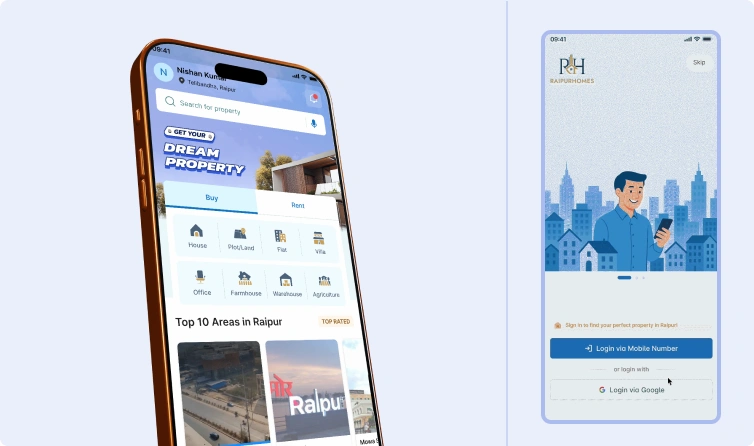 09:41
N
Nishan Kumar
Telibandha, Raipur
Search for property
GET YOUR
DREAM
PROPERTY
Buy
Rent
House
Plot/Land
Flat
Villa
Office
Farmhouse
Warehouse
Agriculture
Top 10 Areas in Raipur
TOP RATED
Mowa
09:41
RH
RAIPURHOMES
Skip
Sign in to find your perfect property in Raipur!
Login via Mobile Number
or login with
G Login via Google